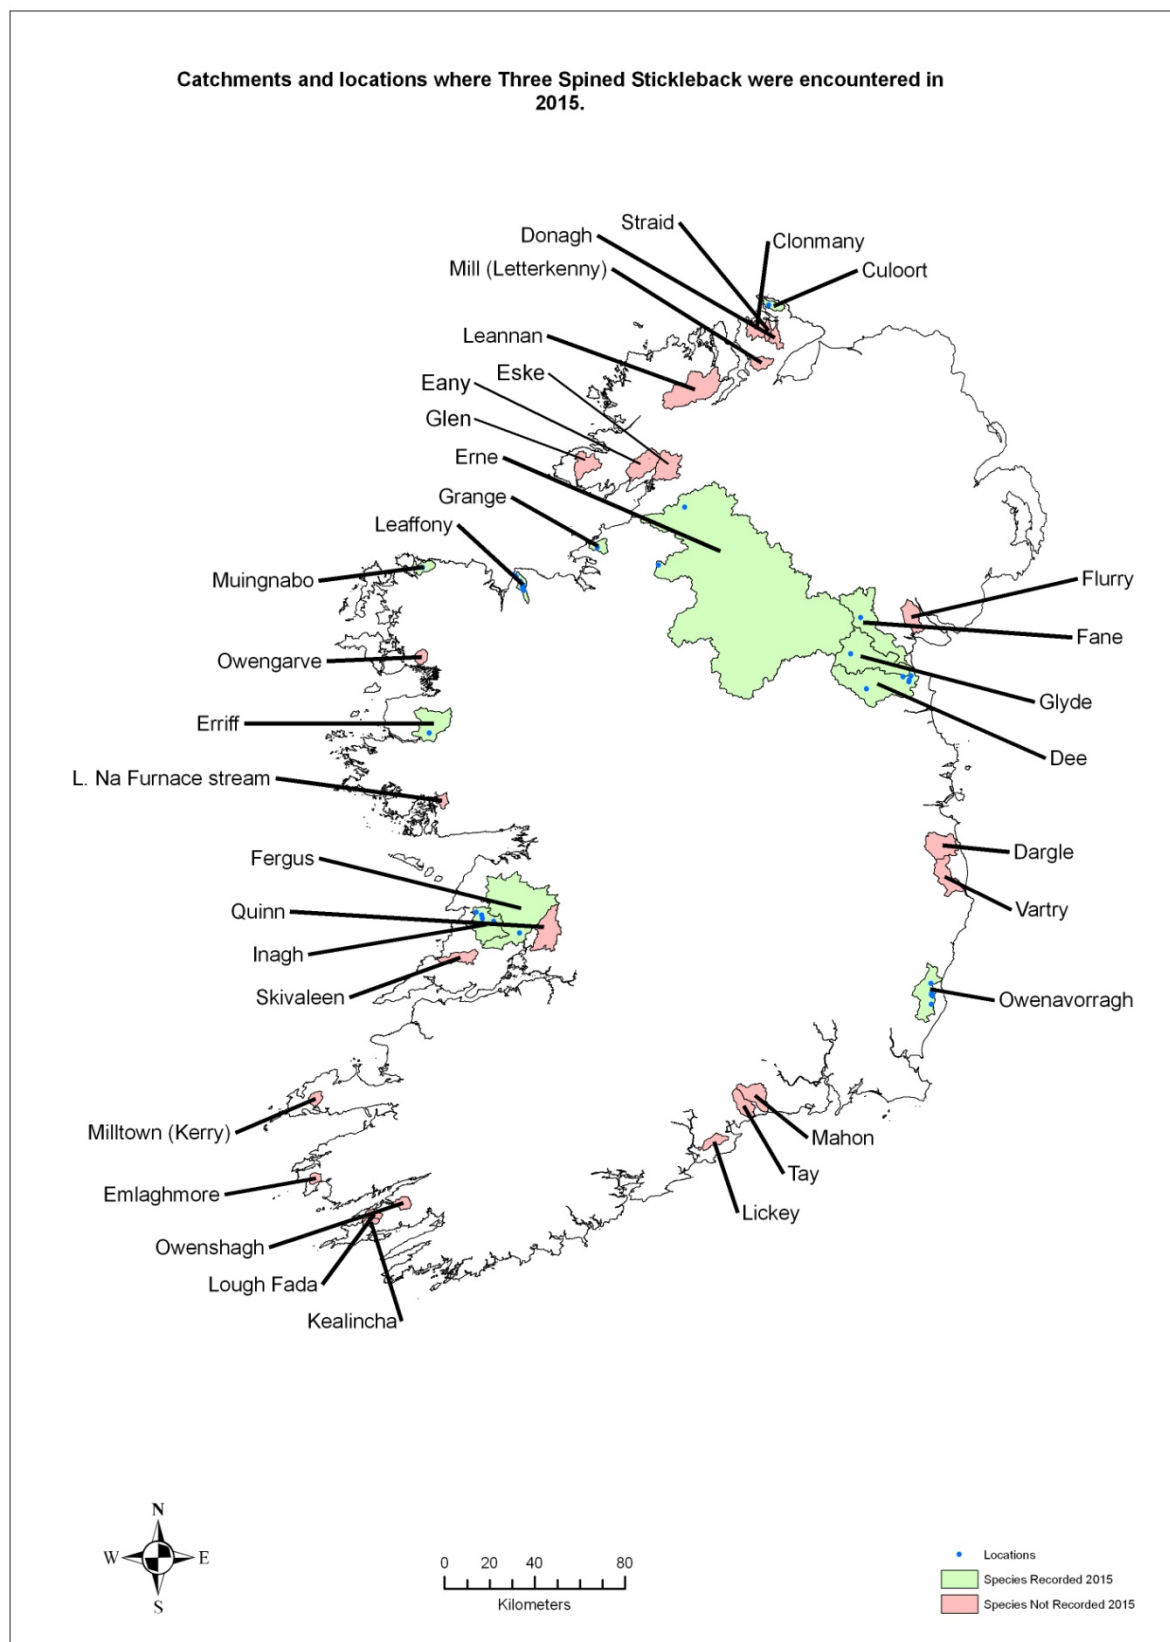 Catchments and locations where Three Spined Stickleback were encountered in
2015.
Straid
Donagh
Clonmany
Mill (Letterkenny)
Culoort
Leannan
Eske
Eany
Glen
Erne
Grange
Leaffony
Muingnabo
Flurry
Fane
Owengarve
Glyde
Erriff
Dee
L. Na Furnace stream
Dargle
Fergus
Vartry
Quinn
Inagh
Skivaleen
Owenavorragh
Milltown (Kerry)
Mahon
Tay
Emlaghmore
Lickey
Owenshagh
Lough Fada
Kealincha
N
W E
S
0 20 40 80
Kilometers
Locations
Species Recorded 2015
Species Not Recorded 2015